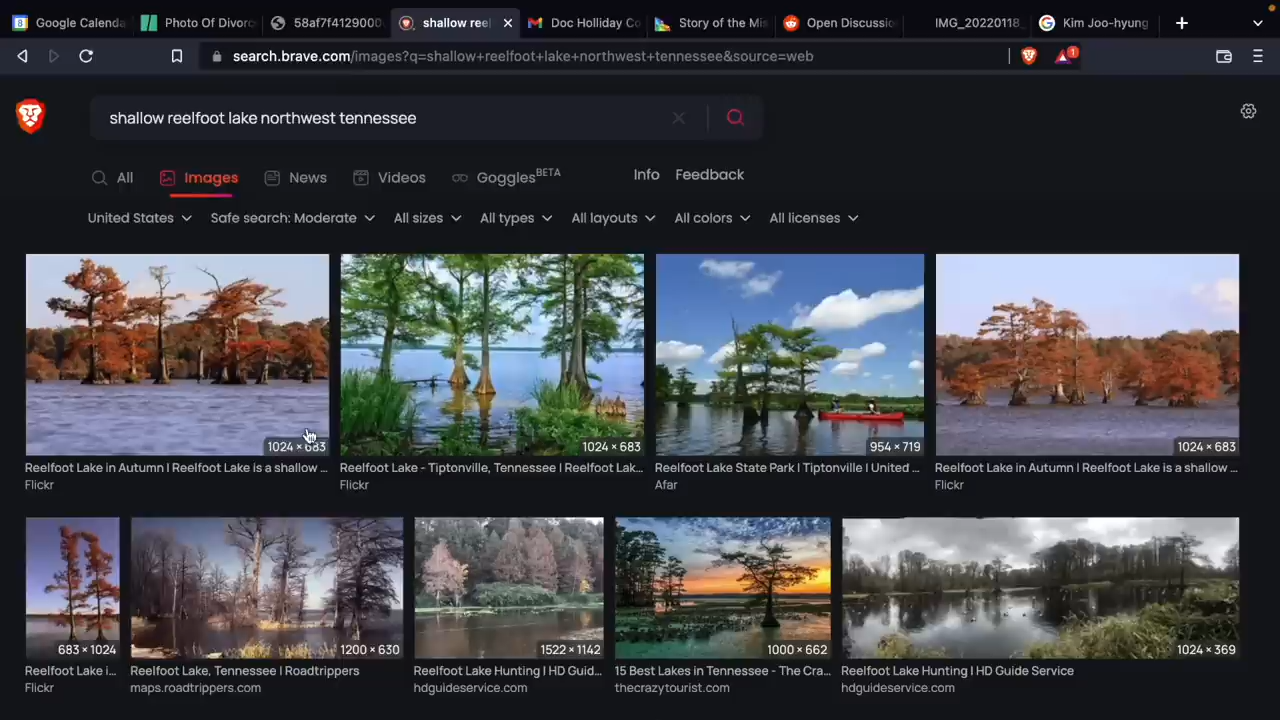 Google Calenda
Photo Of Divorc
58af7f412900D
shallow reel
Doc Holliday Co
Story of the Mis
Open Discussio
IMG_20220118_
Kim Joo-hyung
search.brave.com/images?q=shallow+reelfoot+lake+northwest+tennessee&source=web
1
shallow reelfoot lake northwest tennessee
All
Images
News
Videos
Goggles BETA
Info
Feedback
United States
Safe search: Moderate
All sizes
All types
All layouts
All colors
All licenses
1024 × 683
1024 × 683
954 × 719
1024 × 683
Reelfoot Lake in Autumn | Reelfoot Lake is a shallow ...
Reelfoot Lake - Tiptonville, Tennessee | Reelfoot Lak...
Reelfoot Lake State Park | Tiptonville | United ...
Reelfoot Lake in Autumn | Reelfoot Lake is a shallow ...
Flickr
Flickr
Afar
Flickr
683 × 1024
1200 × 630
1522 × 1142
1000 × 662
1024 × 369
Reelfoot Lake i...
Reelfoot Lake, Tennessee | Roadtrippers
Reelfoot Lake Hunting | HD Guid...
15 Best Lakes in Tennessee - The Cra...
Reelfoot Lake Hunting | HD Guide Service
Flickr
maps.roadtrippers.com
hdguideservice.com
thecrazytourist.com
hdguideservice.com